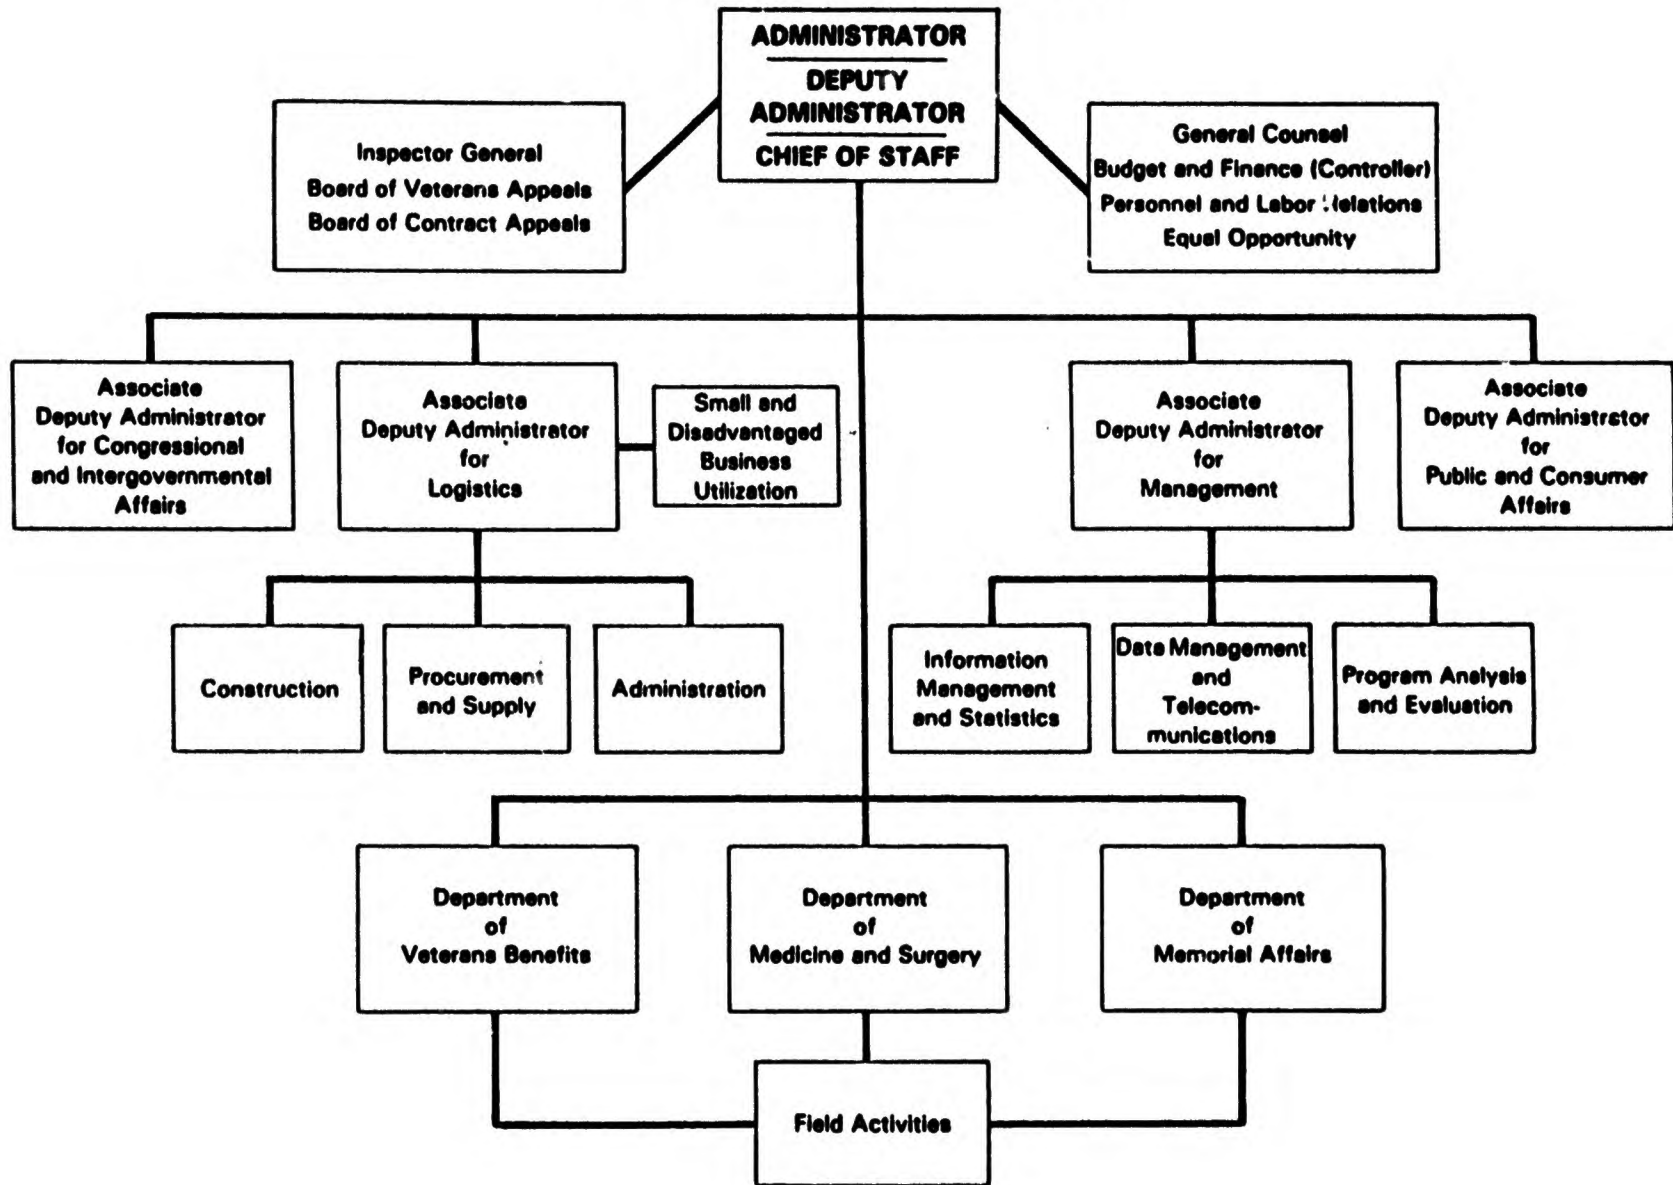 ADMINISTRATOR
DEPUTY
ADMINISTRATOR
CHIEF OF STAFF
Inspector General
Board of Veterans Appeals
Board of Contract Appeals
General Counsel
Budget and Finance (Controller)
Personnel and Labor Relations
Equal Opportunity
Associate
Deputy Administrator
for Congressional
and Intergovernmental
Affairs
Associate
Deputy Administrator
for
Logistics
Small and
Disadvantaged
Business
Utilization
Associate
Deputy Administrator
for
Management
Associate
Deputy Administrator
for
Public and Consumer
Affairs
Construction
Procurement
and Supply
Administration
Information
Management
and Statistics
Data Management
and
Telecom-
munications
Program Analysis
and Evaluation
Department
of
Veterans Benefits
Department
of
Medicine and Surgery
Department
of
Memorial Affairs
Field Activities